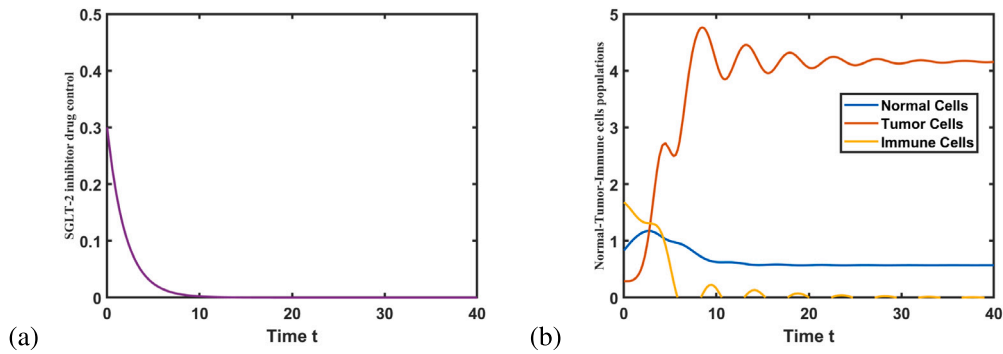 0.5
0.4
0.3
0.2
0.1
0
SGLT-2 inhibitor drug control
0 10 20 30 40
Time t
(a)
5
4
3
2
1
0
Normal-Tumor-Immune cells populations
Normal Cells
Tumor Cells
Immune Cells
0 10 20 30 40
Time t
(b)